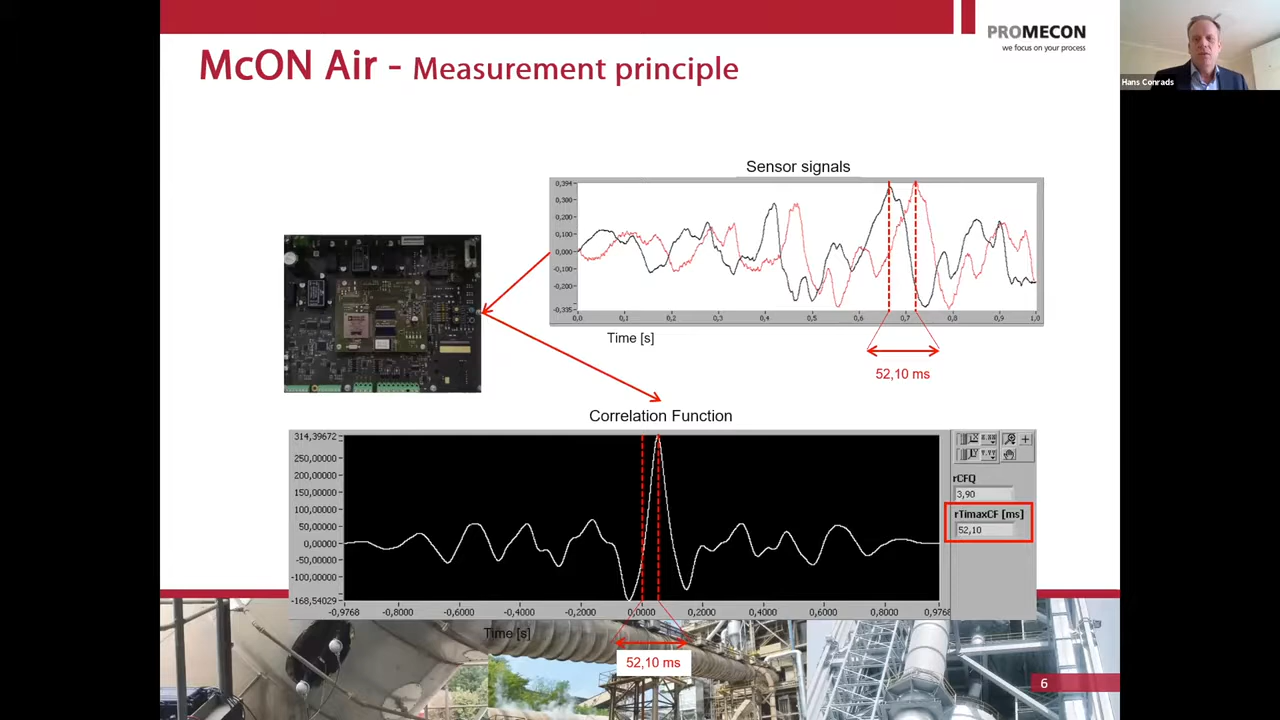 PROMECON
we focus on your process
Hans Conrads
McON Air - Measurement principle
Sensor signals
0,394
0,300
0,200
0,100
0,000
-0,100
-0,200
-0,335
0,0 0,1 0,2 0,3 0,4 0,5 0,6 0,7 0,8 0,9 1,0
Time [s]
52,10 ms
Correlation Function
314,39672
250,00000
200,00000
150,00000
100,00000
50,00000
0,00000
-50,00000
-100,00000
-168,54029
-0,9768 -0,8000 -0,6000 -0,4000 -0,2000 0,0000 0,2000 0,4000 0,6000 0,8000 0,9768
Time [s]
52,10 ms
rCFQ
3,90
rTimaxCF [ms]
52,10
6